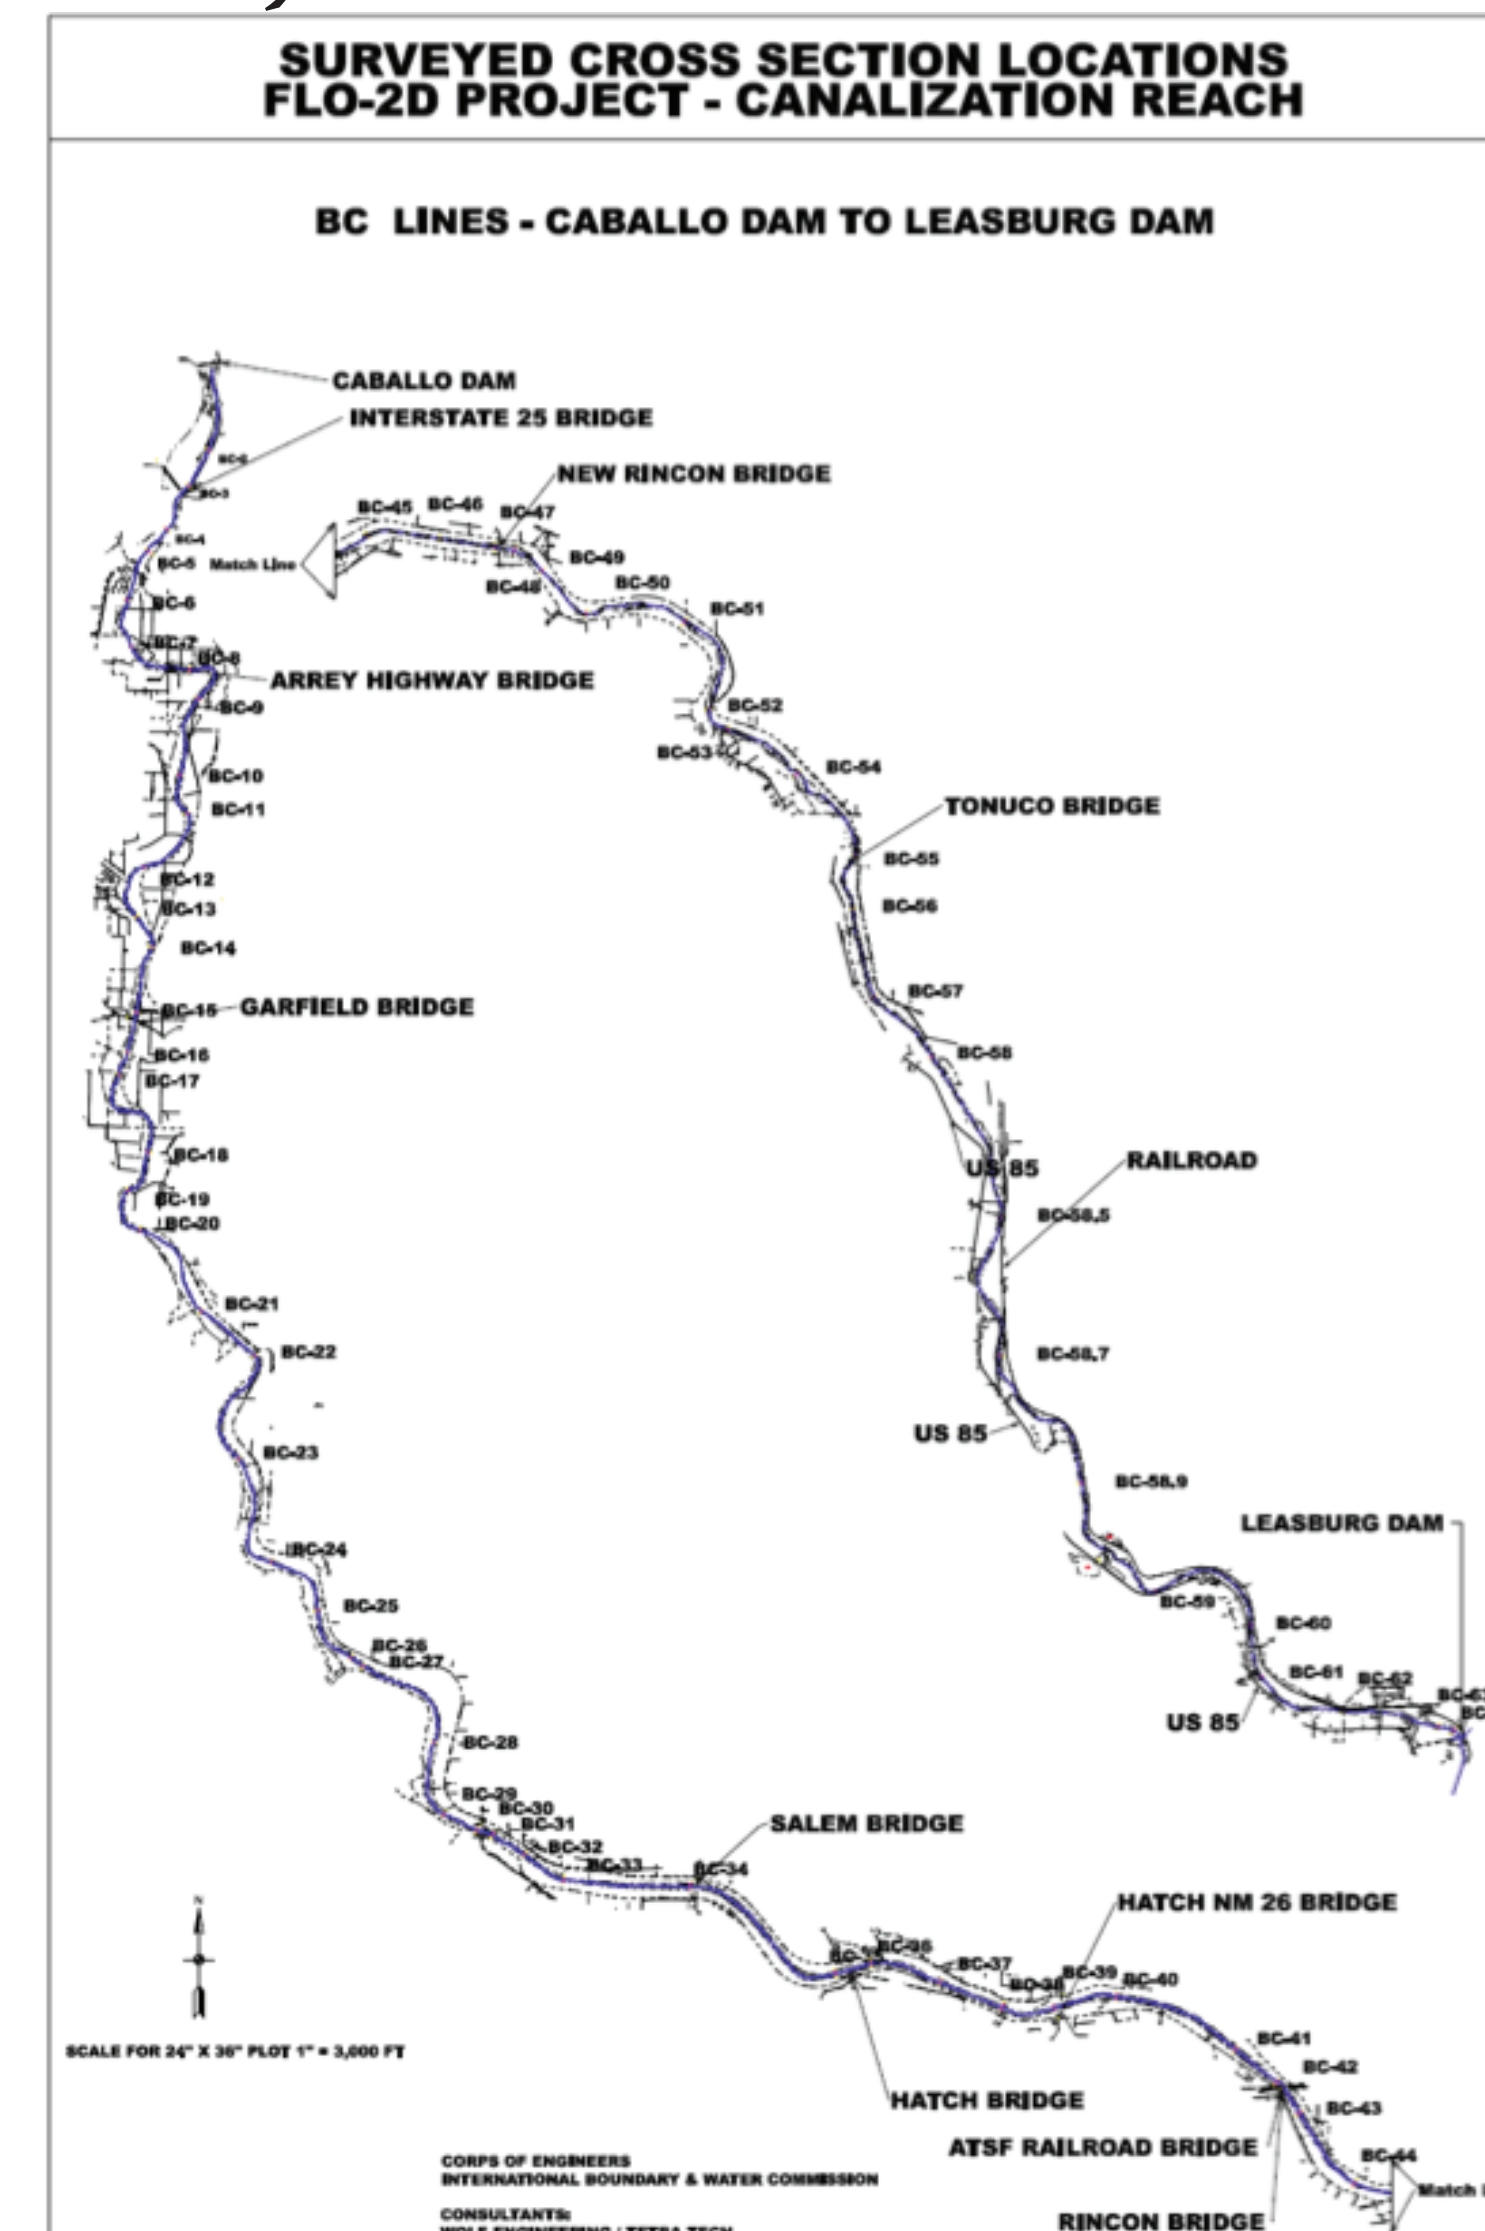 SURVEYED CROSS SECTION LOCATIONS
FLO-2D PROJECT - CANALIZATION REACH
BC LINES - CABALLO DAM TO LEASBURG DAM
CABALLO DAM
INTERSTATE 25 BRIDGE
BC-3
BC-4
BC-5
BC-6
BC-7
BC-8
ARREY HIGHWAY BRIDGE
BC-9
BC-10
BC-11
BC-12
BC-13
BC-14
BC-15
GARFIELD BRIDGE
BC-16
BC-17
BC-18
BC-19
BC-20
BC-21
BC-22
BC-23
BC-24
BC-25
BC-26
BC-27
BC-28
BC-29
BC-30
BC-31
BC-32
BC-33
SALEM BRIDGE
BC-34
BC-36
BC-37
BC-38
HATCH NM 26 BRIDGE
BC-39
BC-40
BC-41
BC-42
BC-43
BC-44
Match
HATCH BRIDGE
ATSF RAILROAD BRIDGE
RINCON BRIDGE
Match Line
BC-45
BC-46
NEW RINCON BRIDGE
BC-47
BC-48
BC-49
BC-50
BC-51
BC-52
BC-53
BC-54
TONUCO BRIDGE
BC-55
BC-56
BC-57
BC-58
US 85
RAILROAD
BC-58.5
BC-58.7
US 85
BC-58.9
LEASBURG DAM
BC-59
BC-60
BC-61
BC-62
US 85
N
SCALE FOR 24" X 36" PLOT 1" = 3,000 FT
CORPS OF ENGINEERS
INTERNATIONAL BOUNDARY & WATER COMMISSION
CONSULTANTS: